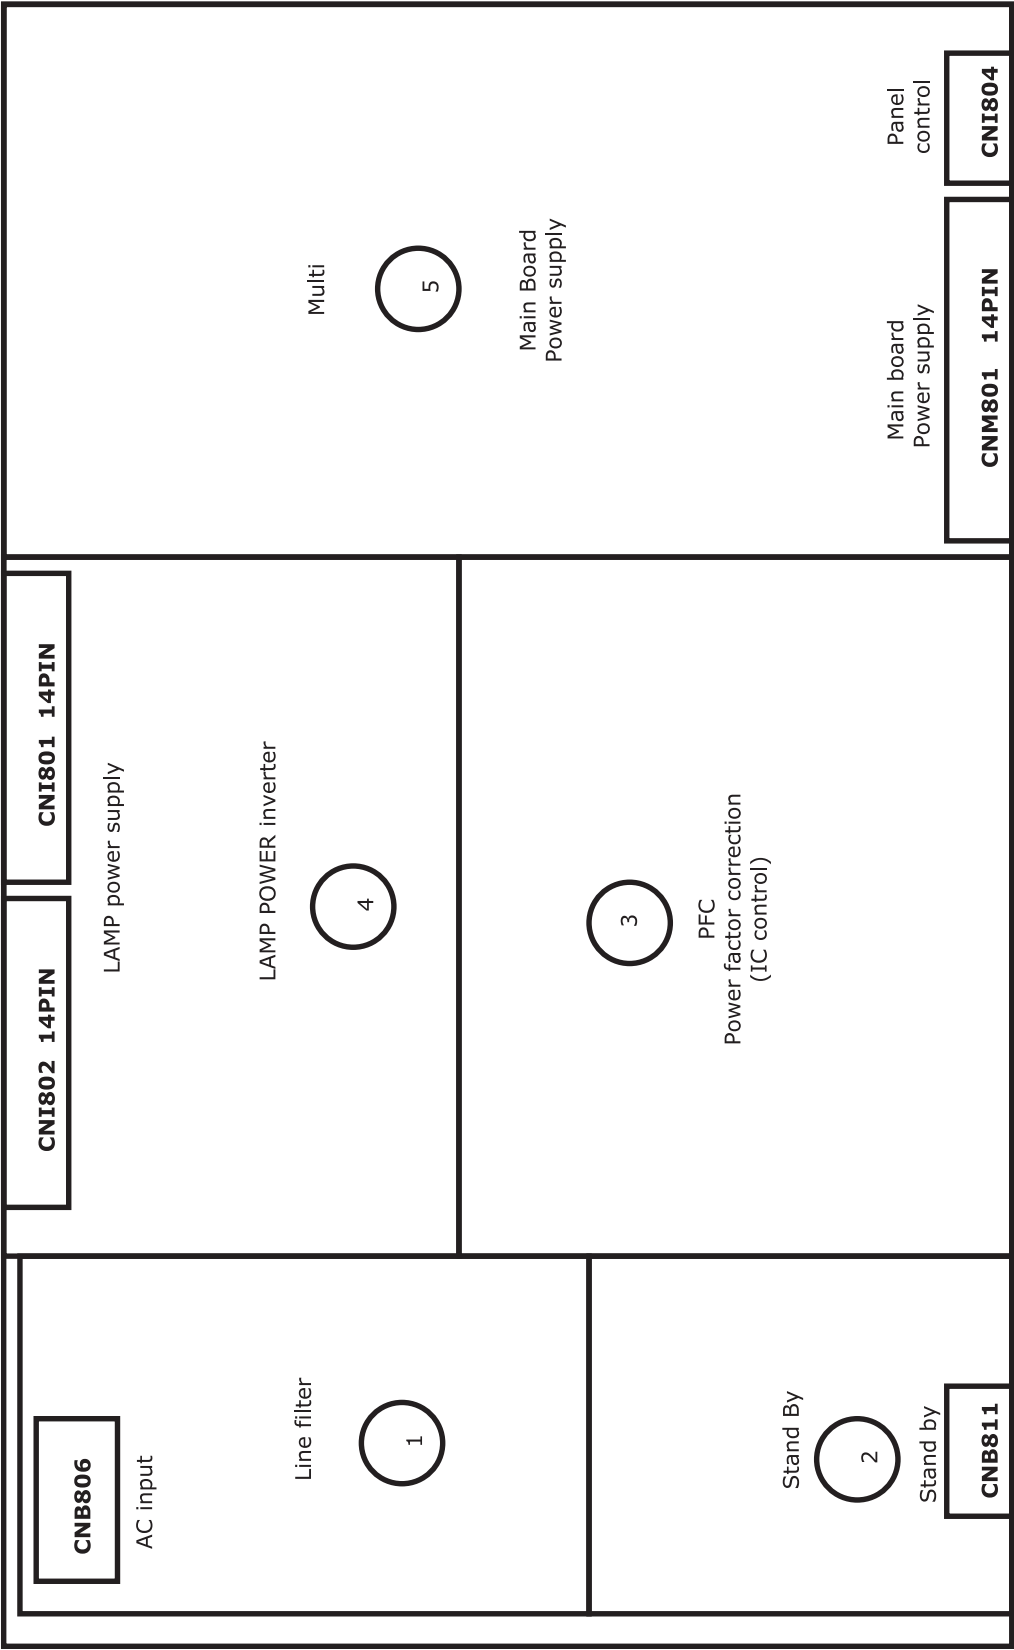 CNB806
AC input
Line filter
1
Stand By
2
Stand by
CNB811
CNI802 14PIN
CNI801 14PIN
LAMP power supply
LAMP POWER inverter
4
3
PFC
Power factor correction
(IC control)
Multi
5
Main Board
Power supply
Main board
Power supply
CNM801 14PIN
Panel
control
CNI804